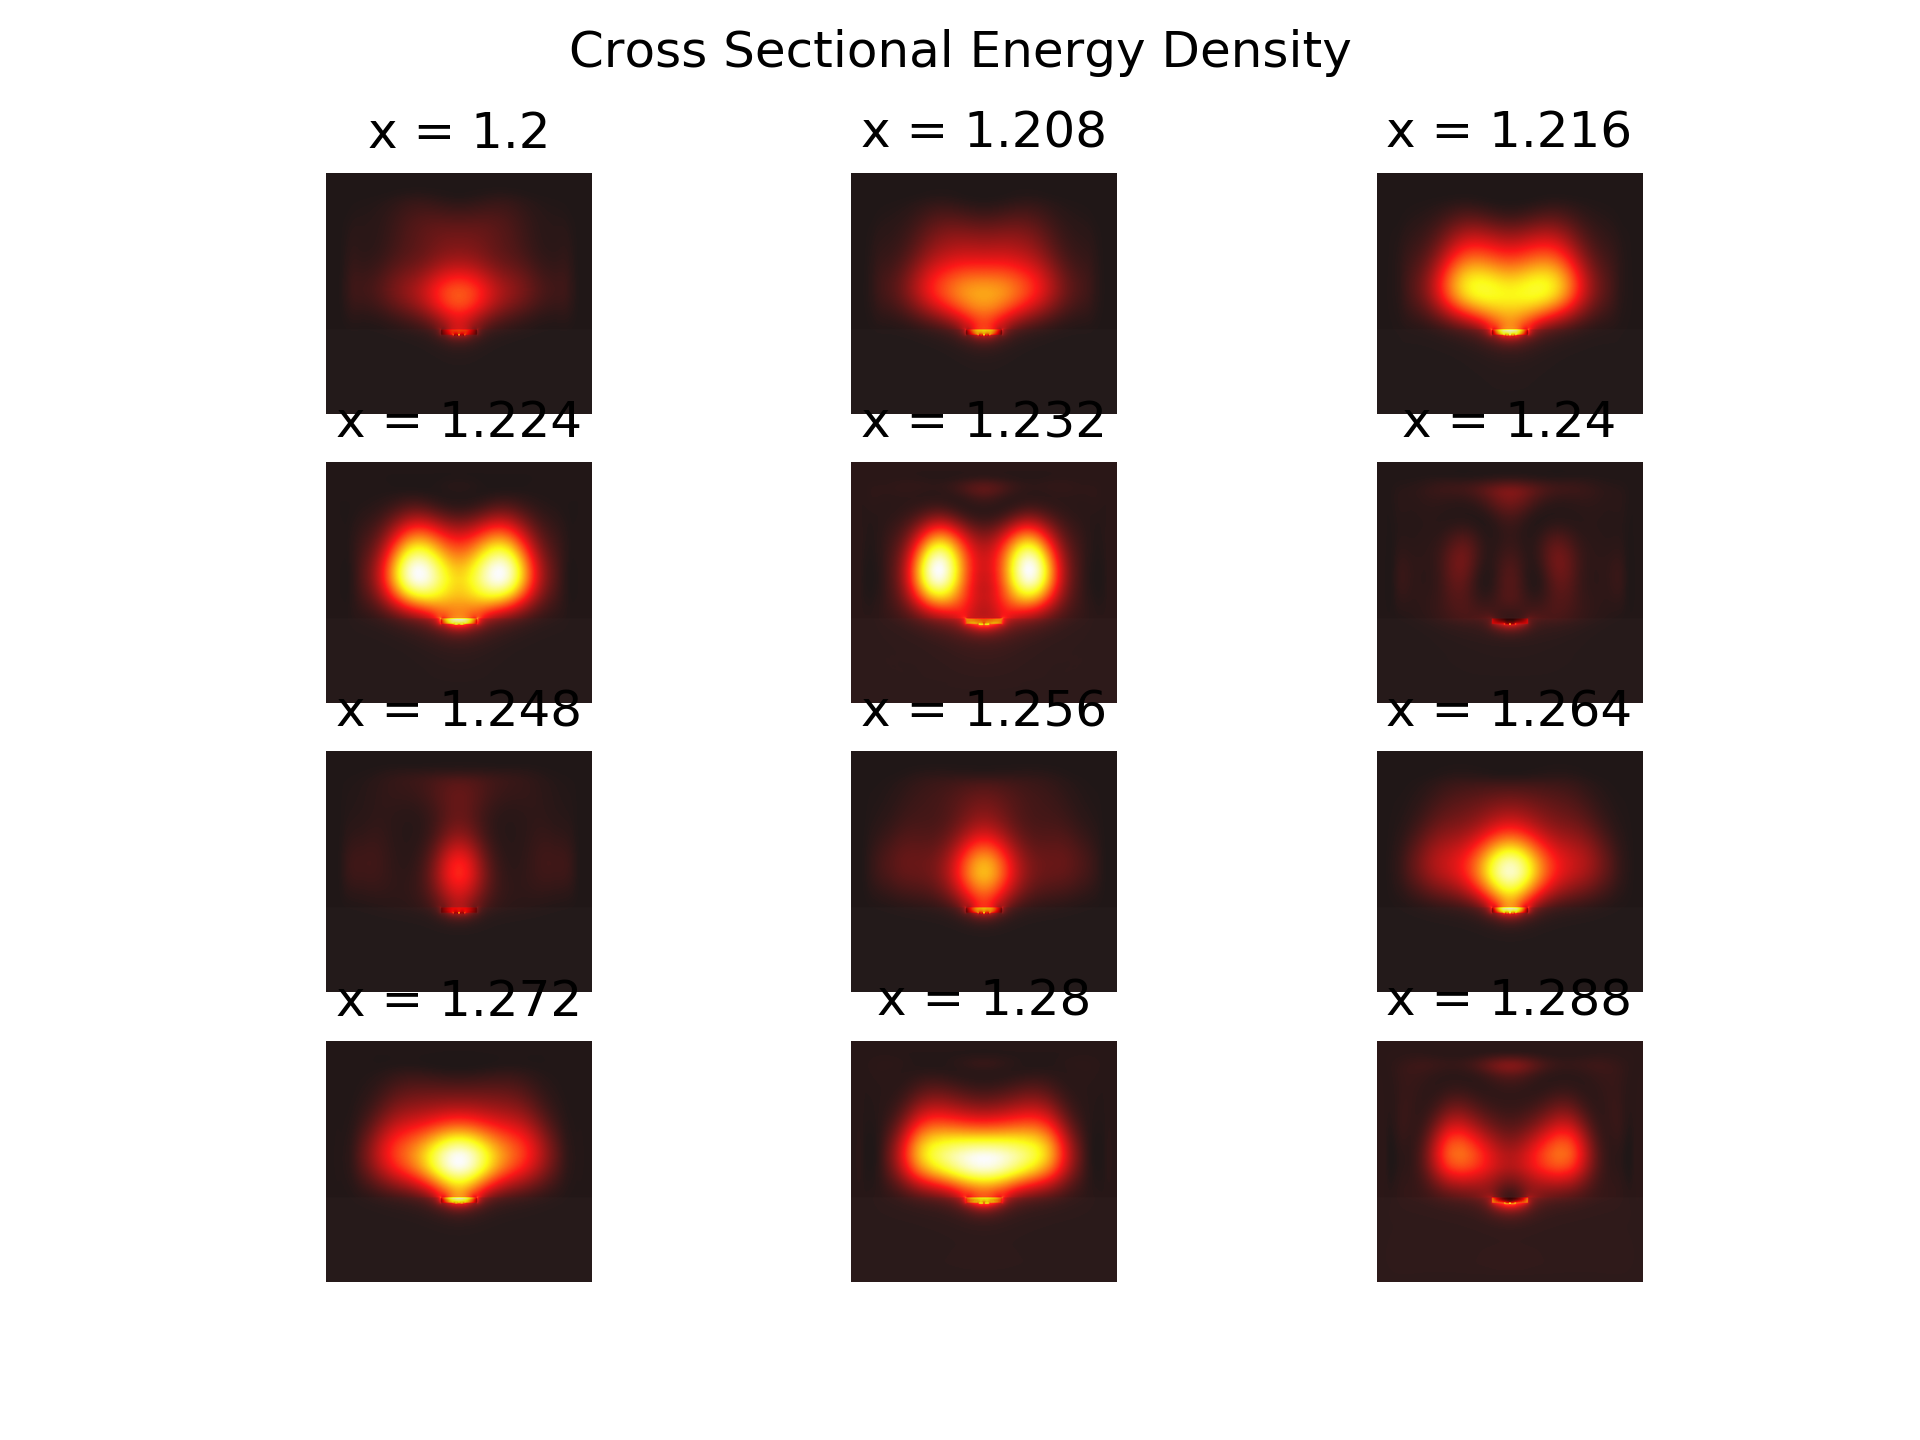 Cross Sectional Energy Density
x = 1.2
x = 1.208
x = 1.216
x = 1.224
x = 1.232
x = 1.24
x = 1.248
x = 1.256
x = 1.264
x = 1.272
x = 1.28
x = 1.288